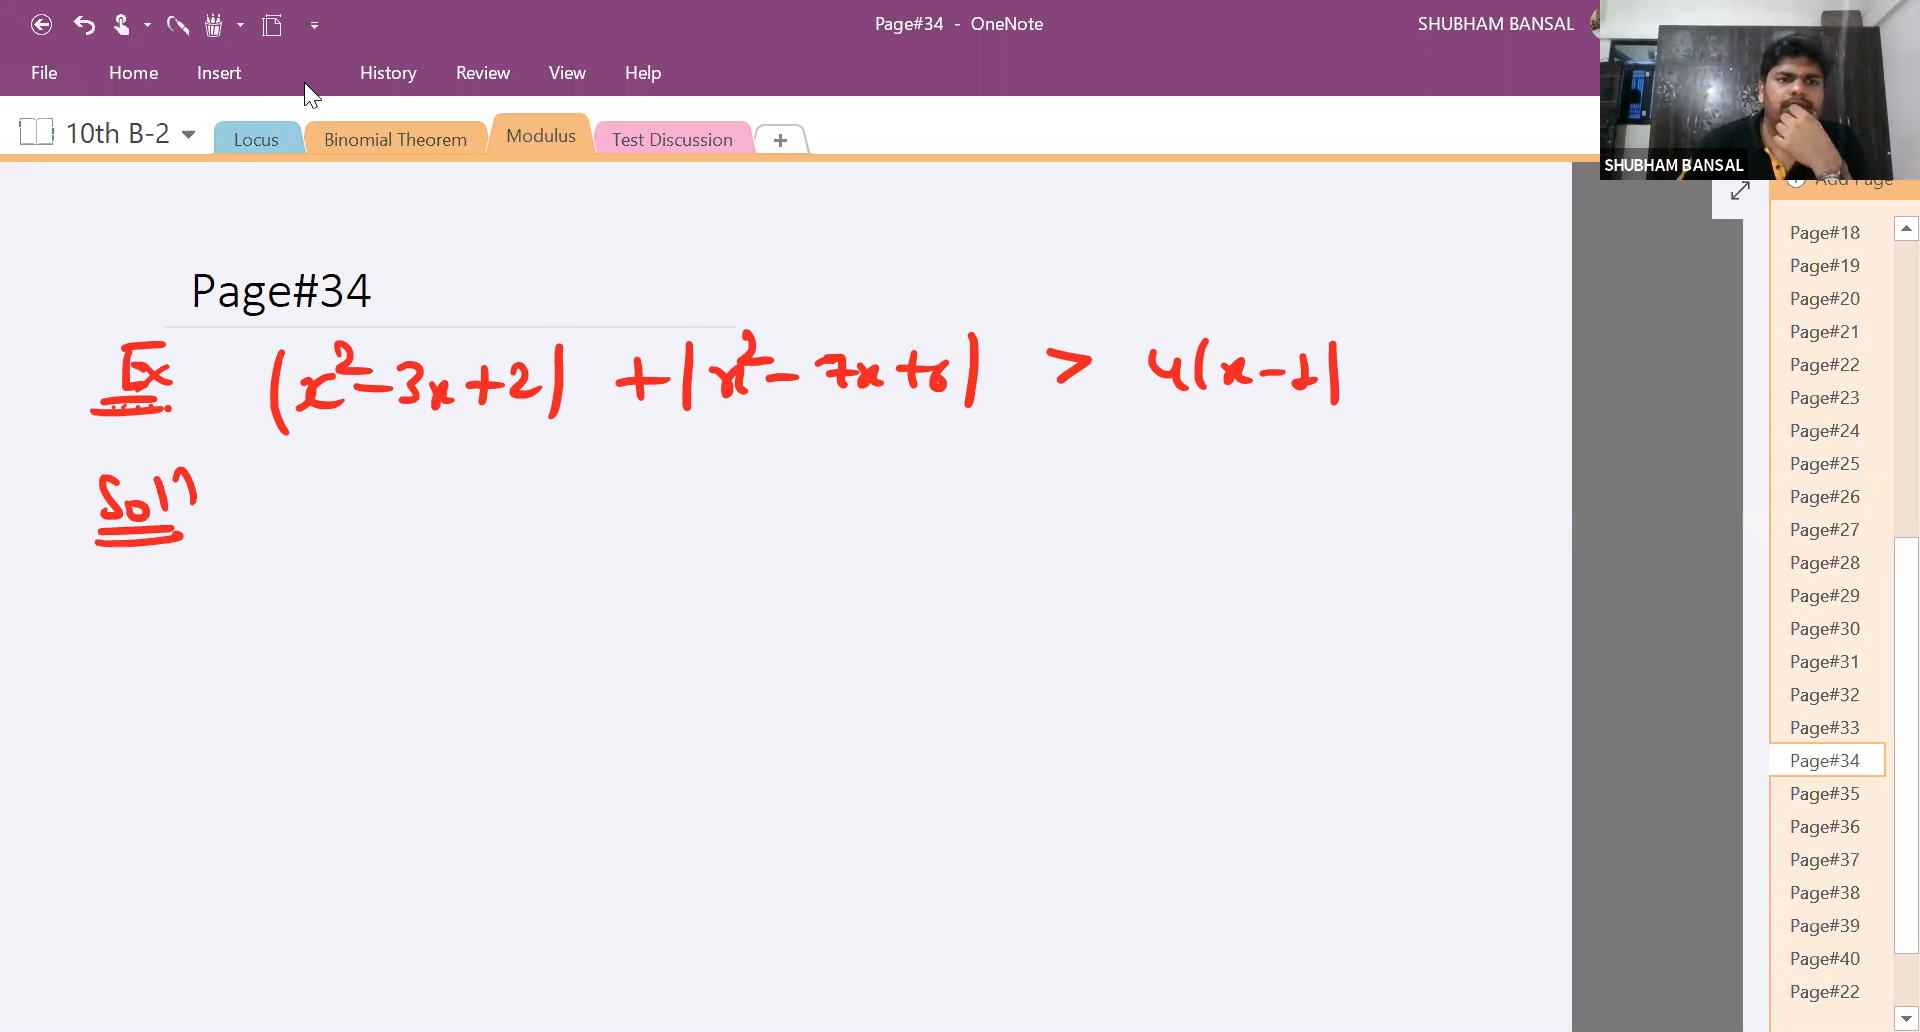 Page#34 - OneNote
SHUBHAM BANSAL
File Home Insert History Review View Help
SHUBHAM BANSAL
10th B-2
Locus
Binomial Theorem
Modulus
Test Discussion
+
Add Page
Page#34
Ex |x²-3x+2| + |x²-7x+6| > 4|x-1|
Solⁿ
Page#18
Page#19
Page#20
Page#21
Page#22
Page#23
Page#24
Page#25
Page#26
Page#27
Page#28
Page#29
Page#30
Page#31
Page#32
Page#33
Page#34
Page#35
Page#36
Page#37
Page#38
Page#39
Page#40
Page#22